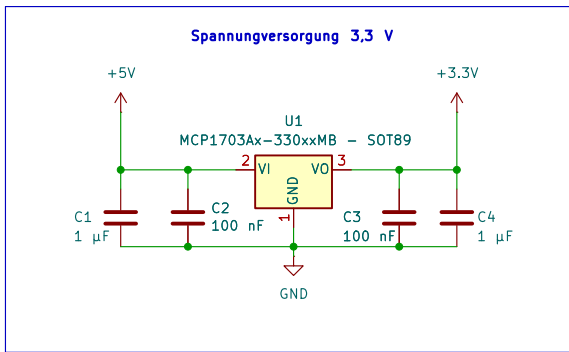 Spannungsversorgung 3,3 V
+5V
+3.3V
U1
MCP1703Ax-330xxMB - SOT89
2
VI
VO
3
GND
1
C1
1 µF
C2
100 nF
C3
100 nF
C4
1 µF
GND